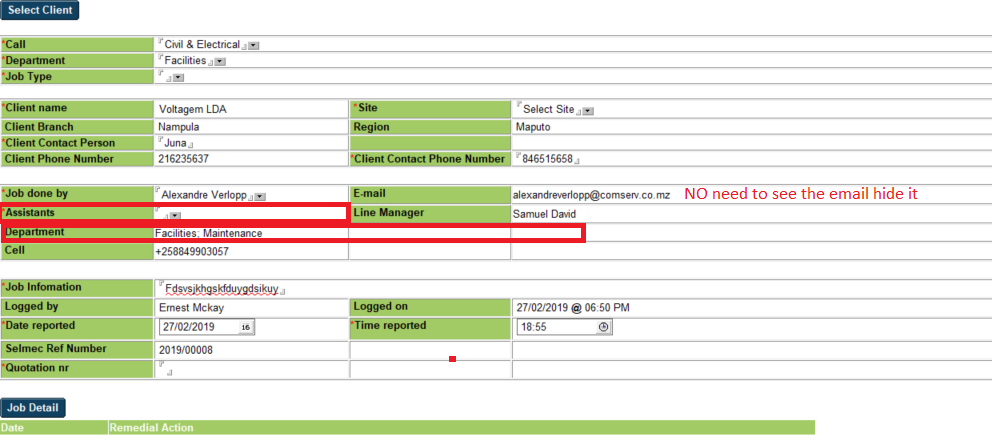 Select Client
*Call Civil & Electrical
*Department Facilities
*Job Type
*Client name Voltagem LDA *Site Select Site
Client Branch Nampula Region Maputo
*Client Contact Person Juna
Client Phone Number 216235637 *Client Contact Phone Number 846515658
*Job done by Alexandre Verlopp E-mail alexandreverlopp@comserv.co.mz NO need to see the email hide it
*Assistants Line Manager Samuel David
Department Facilities; Maintenance
Cell +258849903057
*Job Infomation Fdsvsjkhgskfduygdsikuy
Logged by Ernest Mckay Logged on 27/02/2019 @ 06:50 PM
*Date reported 27/02/2019 16 *Time reported 18:55
Selmec Ref Number 2019/00008
*Quotation nr
Job Detail
Date Remedial Action